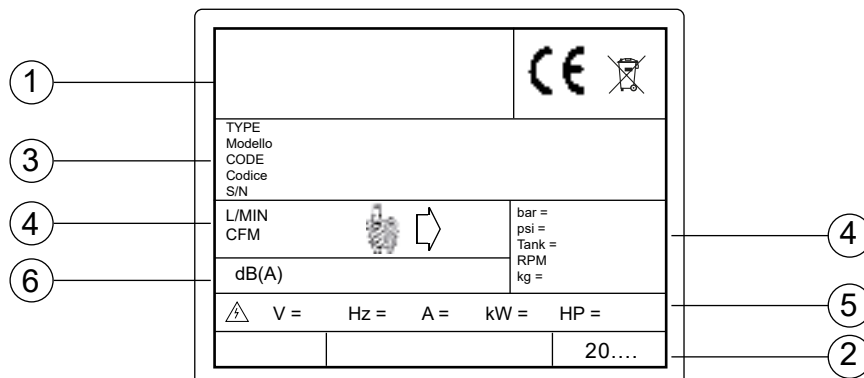 1
CE
TYPE
Modello
3
CODE
Codice
S/N
4
L/MIN
CFM
bar =
psi =
Tank =
RPM
kg =
4
6
dB(A)
5
V = Hz = A = kW = HP =
20....
2